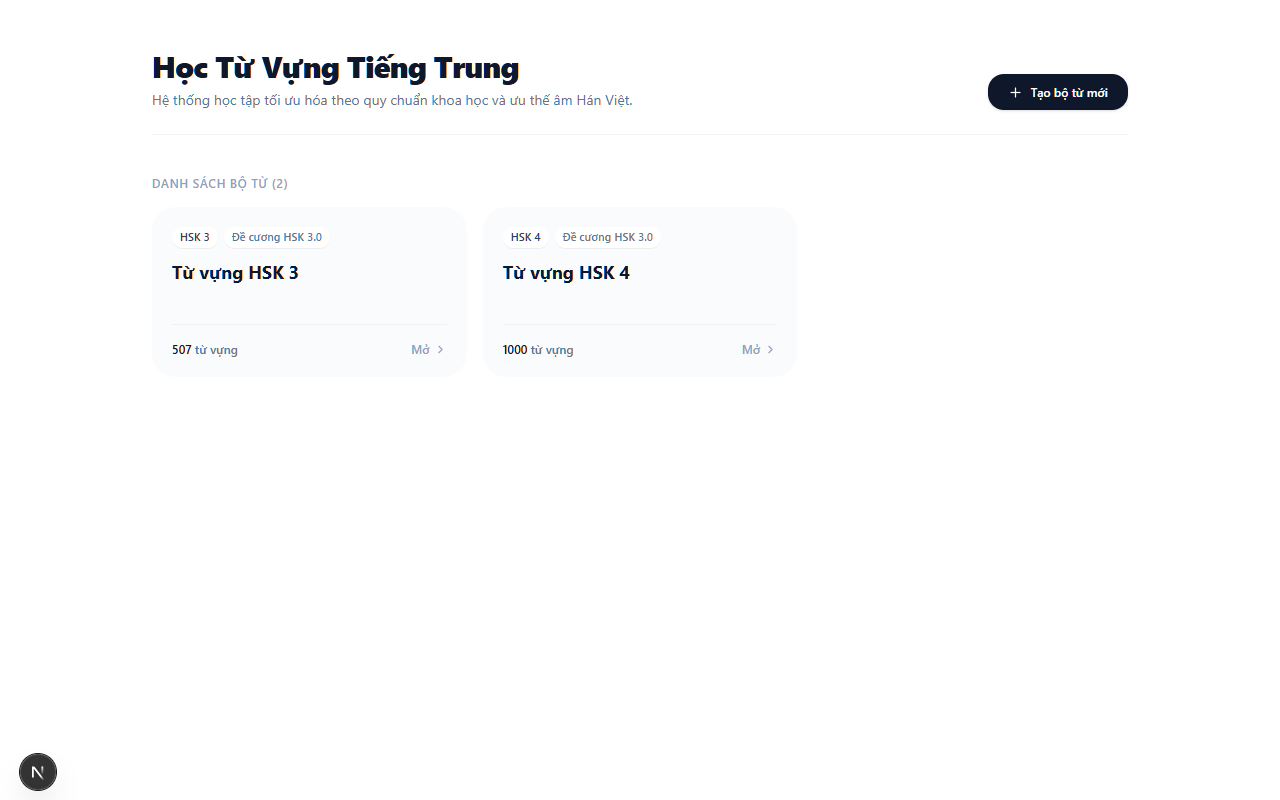 Học Từ Vựng Tiếng Trung
Hệ thống học tập tối ưu hóa theo quy chuẩn khoa học và ưu thế âm Hán Việt.
+ Tạo bộ từ mới
DANH SÁCH BỘ TỪ (2)
HSK 3 Đề cương HSK 3.0
Từ vựng HSK 3
507 từ vựng Mở >
HSK 4 Đề cương HSK 3.0
Từ vựng HSK 4
1000 từ vựng Mở >
N